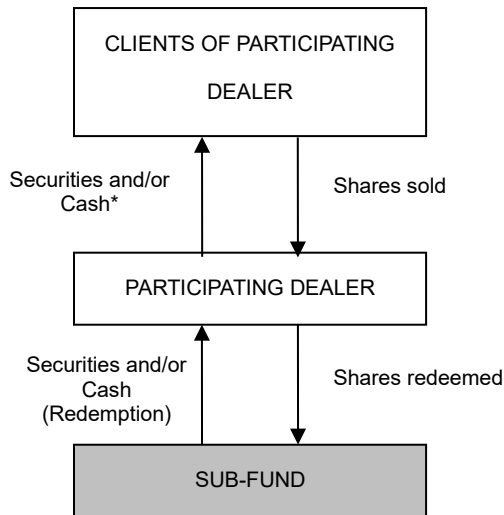 CLIENTS OF PARTICIPATING
DEALER
Securities and/or
Cash*
Shares sold
PARTICIPATING DEALER
Securities and/or
Cash
(Redemption)
Shares redeemed
SUB-FUND